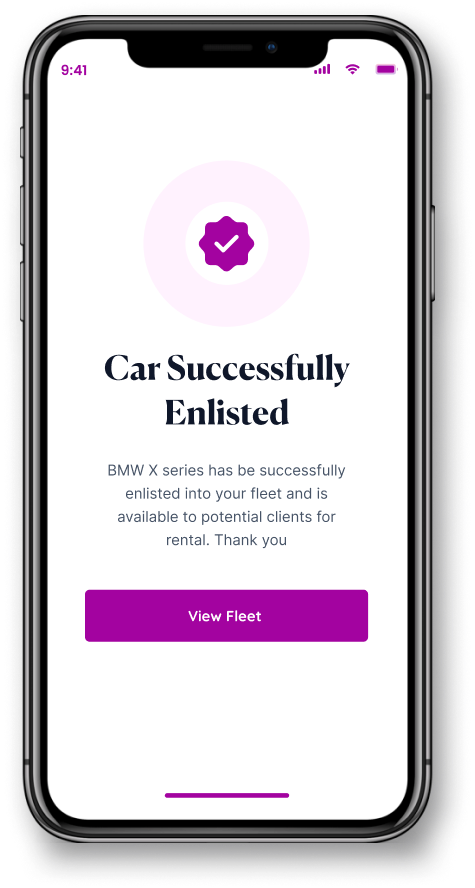 9:41
Car Successfully
Enlisted
BMW X series has be successfully
enlisted into your fleet and is
available to potential clients for
rental. Thank you
View Fleet